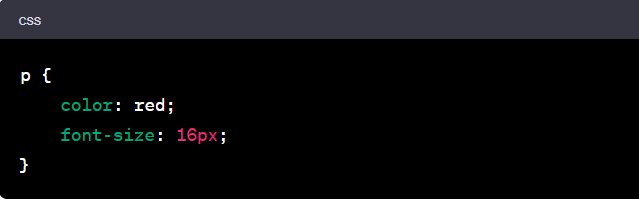 css
p {
    color: red;
    font-size: 16px;
}